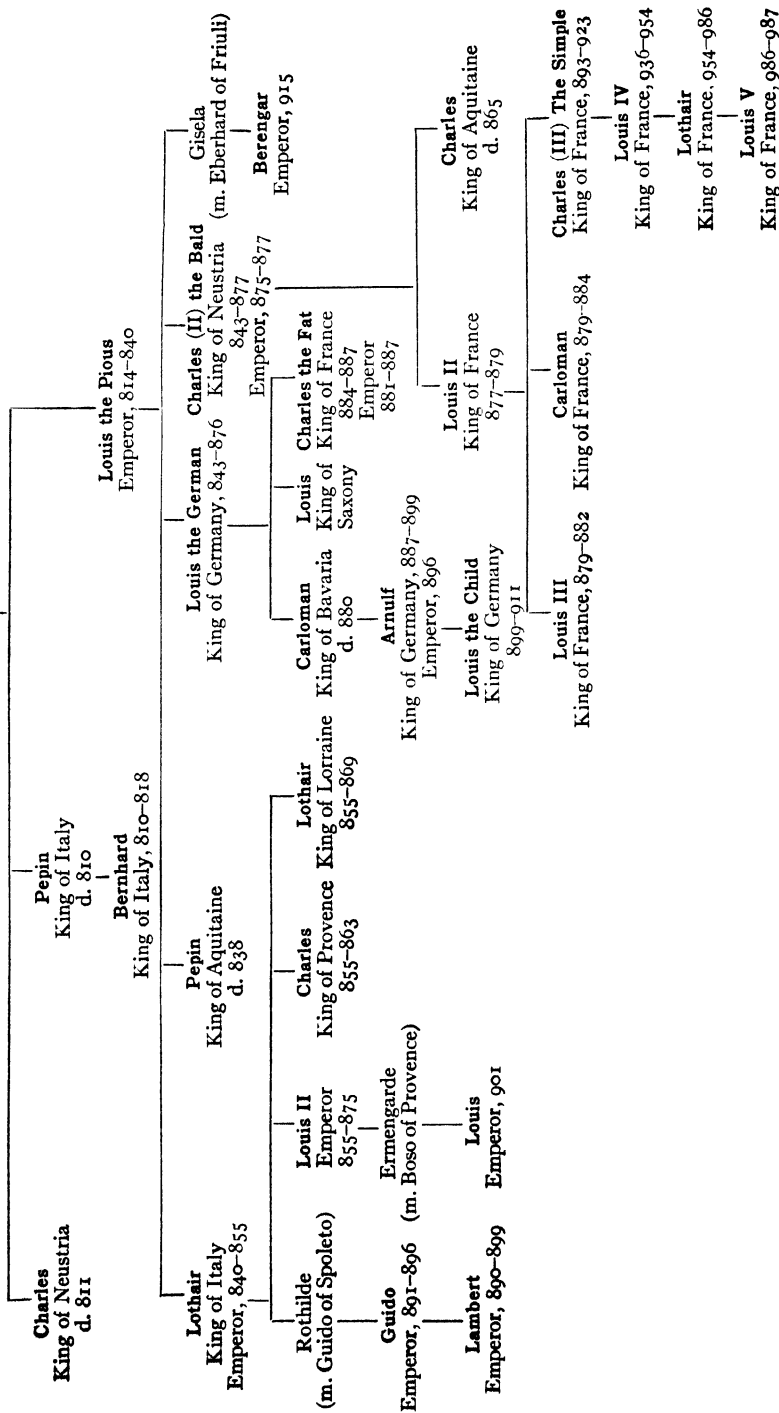 Charles
King of Neustria
d. 811
Pepin
King of Italy
d. 810
Bernhard
King of Italy, 810–818
Louis the Pious
Emperor, 814–840
Lothair
King of Italy
Emperor, 840–855
Pepin
King of Aquitaine
d. 838
Louis the German
King of Germany, 843–876
Charles (II) the Bald
King of Neustria
843–877
Emperor, 875–877
Gisela
(m. Eberhard of Friuli)
Berengar
Emperor, 915
Rothilde
(m. Guido of Spoleto)
Guido
Emperor, 891–896
Lambert
Emperor, 890–899
Louis II
Emperor
855–875
Ermengarde
(m. Boso of Provence)
Louis
Emperor, 901
Charles
King of Provence
855–863
Lothair
King of Lorraine
855–869
Carloman
King of Bavaria
d. 880
Arnulf
King of Germany, 887–899
Emperor, 896
Louis the Child
King of Germany
899–911
Louis
King of
Saxony
Charles the Fat
King of France
884–887
Emperor
881–887
Louis II
King of France
877–879
Charles
King of Aquitaine
d. 865
Louis III
King of France, 879–882
Carloman
King of France, 879–884
Charles (III) The Simple
King of France, 893–923
Louis IV
King of France, 936–954
Lothair
King of France. 954–986
Louis V
King of France, 986–987